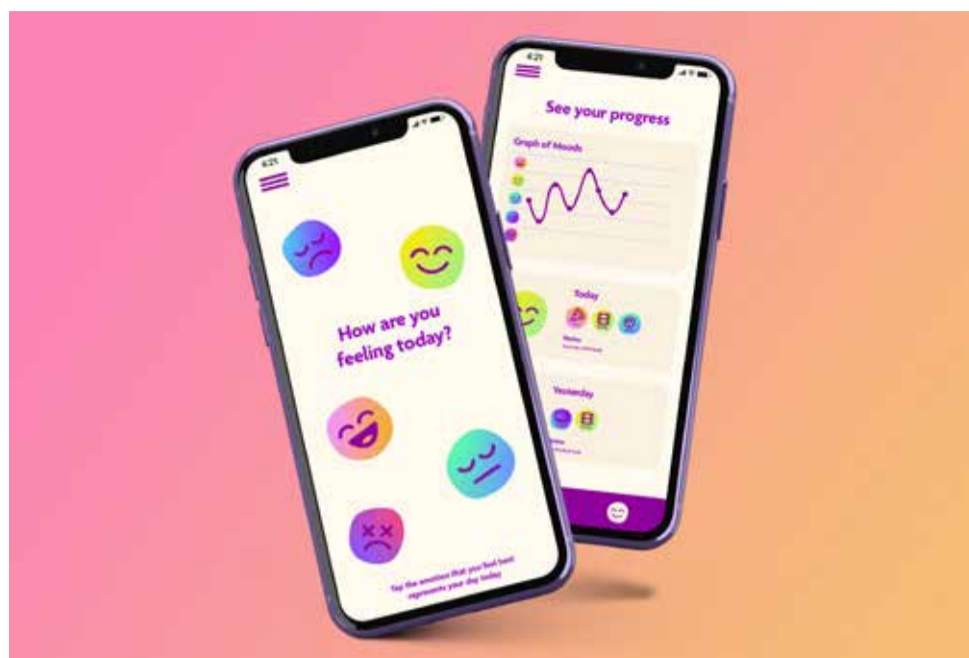 4:21
How are you
feeling today?
Tap the emotion that you feel best
represents your day today
4:21
See your progress
Graph of Moods
Today
Notes
Yesterday